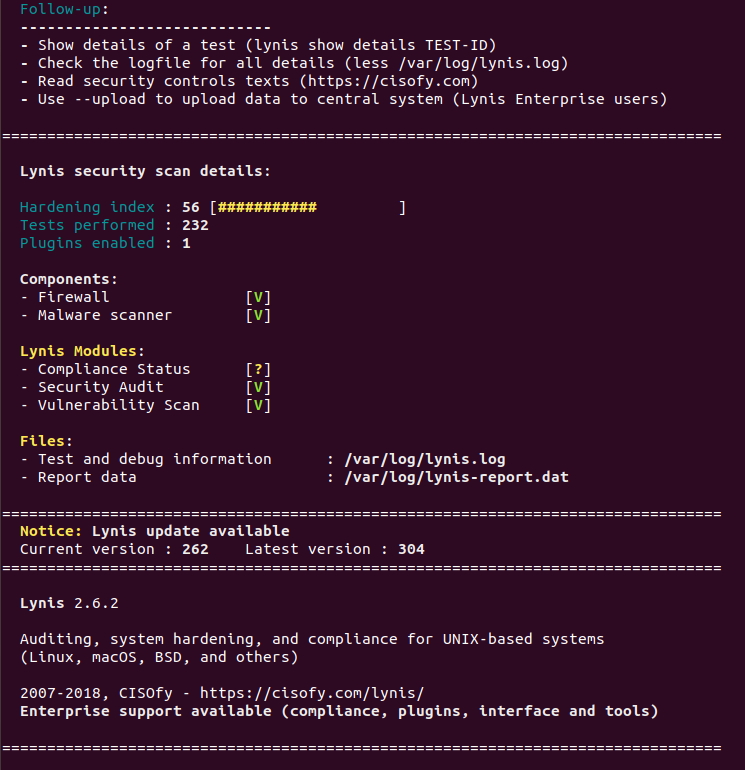 Follow-up:
----------------------------
- Show details of a test (lynis show details TEST-ID)
- Check the logfile for all details (less /var/log/lynis.log)
- Read security controls texts (https://cisofy.com)
- Use --upload to upload data to central system (Lynis Enterprise users)
================================================================================
Lynis security scan details:
Hardening index : 56 [###########         ]
Tests performed : 232
Plugins enabled : 1
Components:
- Firewall               [V]
- Malware scanner        [V]
Lynis Modules:
- Compliance Status      [?]
- Security Audit         [V]
- Vulnerability Scan     [V]
Files:
- Test and debug information      : /var/log/lynis.log
- Report data                     : /var/log/lynis-report.dat
================================================================================
Notice: Lynis update available
Current version : 262    Latest version : 304
================================================================================
Lynis 2.6.2
Auditing, system hardening, and compliance for UNIX-based systems
(Linux, macOS, BSD, and others)
2007-2018, CISOfy - https://cisofy.com/lynis/
Enterprise support available (compliance, plugins, interface and tools)
================================================================================